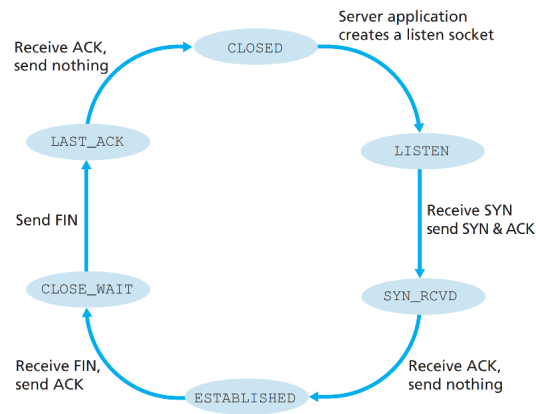 Server application
creates a listen socket
Receive ACK,
send nothing
CLOSED
LAST_ACK
LISTEN
Send FIN
Receive SYN
send SYN & ACK
CLOSE_WAIT
SYN_RCVD
Receive FIN,
send ACK
Receive ACK,
send nothing
ESTABLISHED